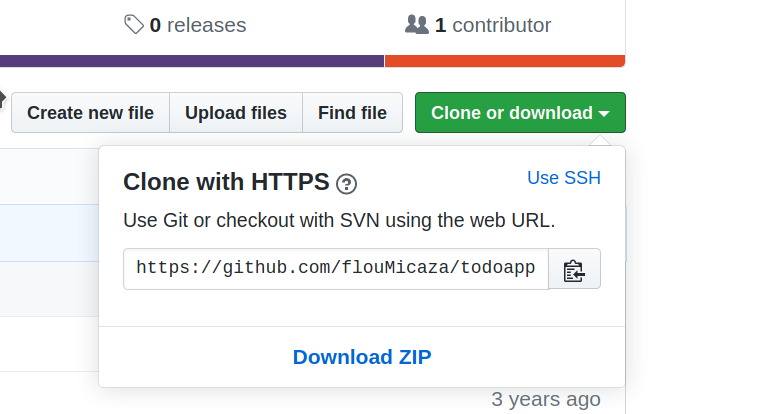 0 releases 1 contributor
Create new file Upload files Find file Clone or download
Clone with HTTPS ? Use SSH
Use Git or checkout with SVN using the web URL.
https://github.com/flouMicaza/todoapp
Download ZIP
3 years ago